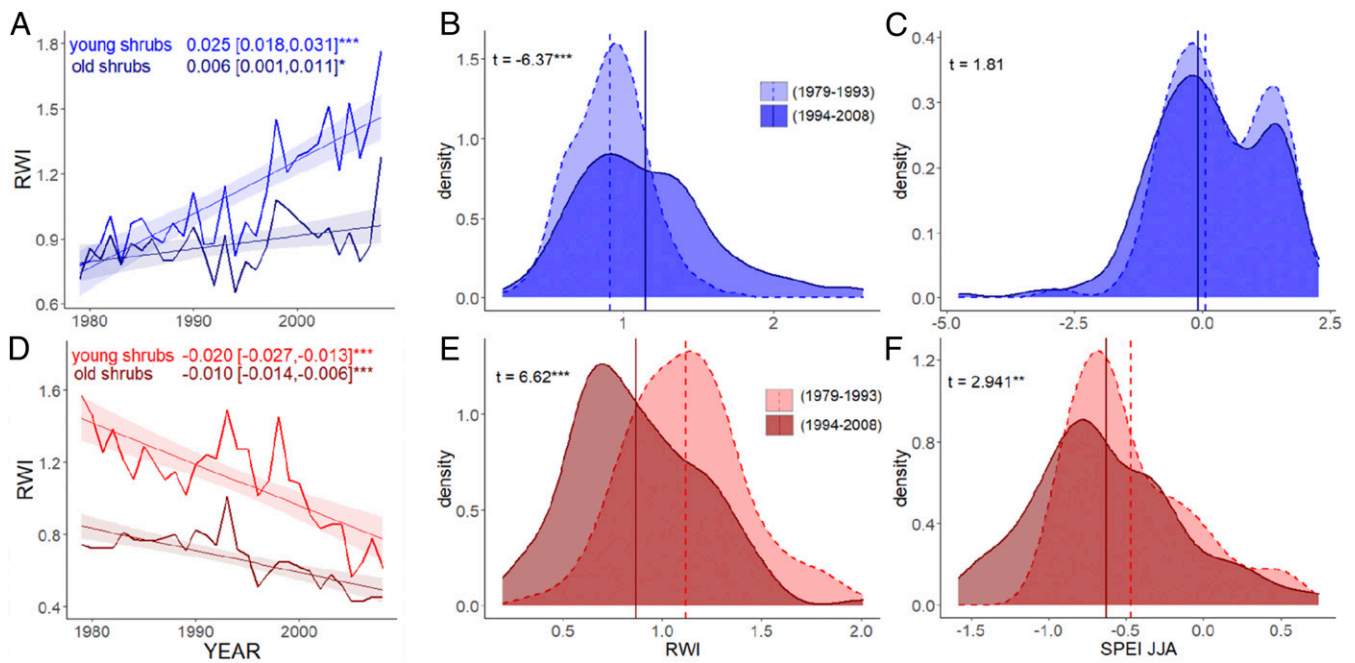 A
young shrubs 0.025 [0.018,0.031]***
old shrubs 0.006 [0.001,0.011]*
RWI
1.8
1.5
1.2
0.9
0.6
1980 1990 2000
B
t = -6.37***
(1979-1993)
(1994-2008)
density
1.5
1.0
0.5
0.0
1 2
C
t = 1.81
density
0.4
0.3
0.2
0.1
0.0
-5.0 -2.5 0.0 2.5
D
young shrubs -0.020 [-0.027,-0.013]***
old shrubs -0.010 [-0.014,-0.006]***
RWI
1.6
1.2
0.8
0.4
1980 1990 2000
YEAR
E
t = 6.62***
(1979-1993)
(1994-2008)
density
1.0
0.5
0.0
0.5 1.0 1.5 2.0
RWI
F
t = 2.941**
density
1.2
0.8
0.4
0.0
-1.5 -1.0 -0.5 0.0 0.5
SPEI JJA